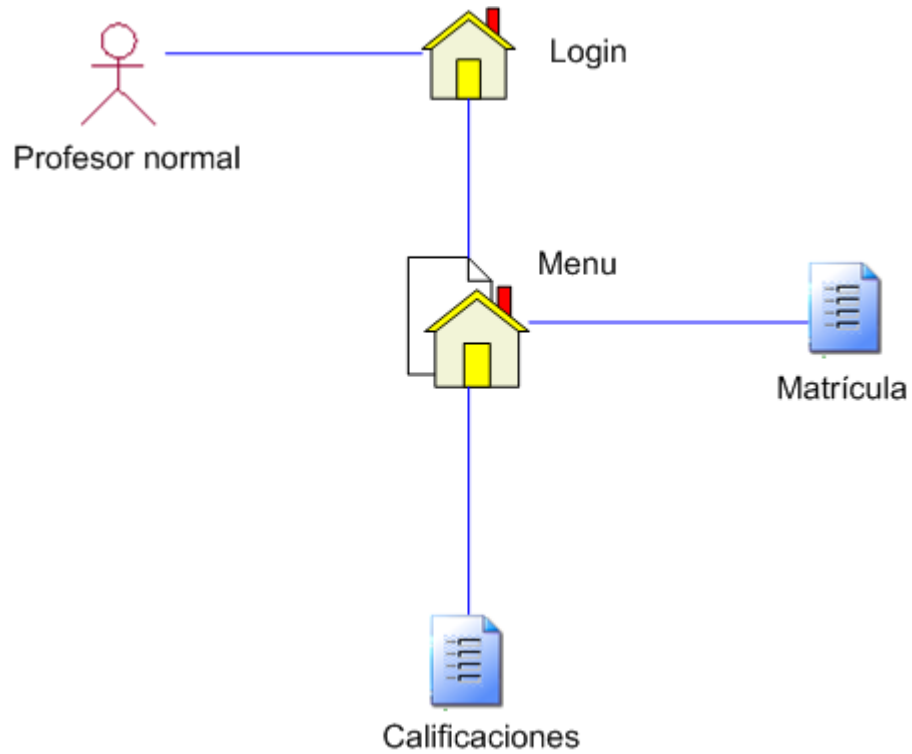 Login
Profesor normal
Menu
Matrícula
Calificaciones